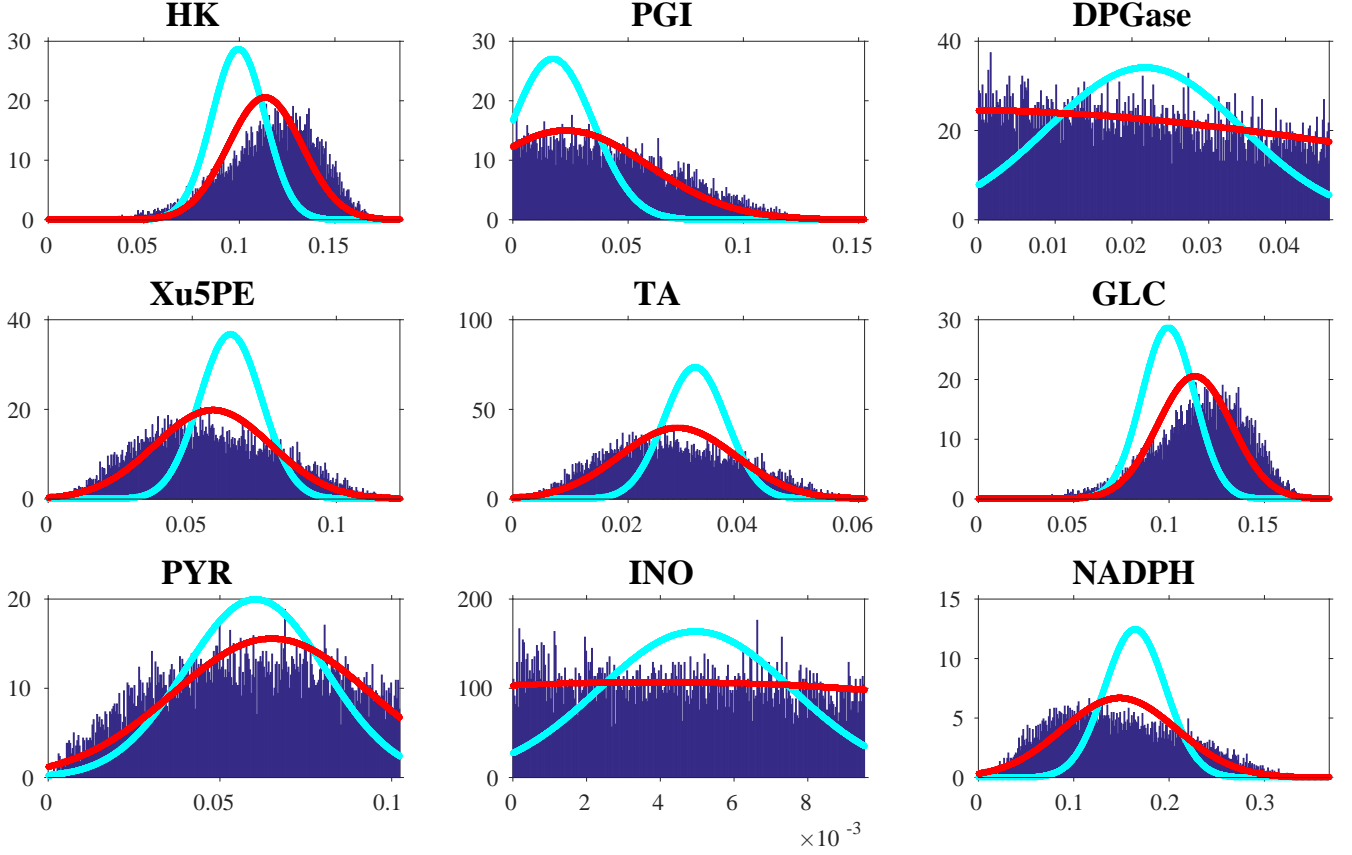 HK PGI DPGase
30 30 40
20 20
20
10 10
0 0 0
0 0.05 0.1 0.15 0 0.05 0.1 0.15 0 0.01 0.02 0.03 0.04
Xu5PE TA GLC
40 100 30
20 50 20
10
0 0 0
0 0.05 0.1 0 0.02 0.04 0.06 0 0.05 0.1 0.15
PYR INO NADPH
20 200 15
10 100 10
5
0 0 0
0 0.05 0.1 0 2 4 6 8 0 0.1 0.2 0.3
×10 -3